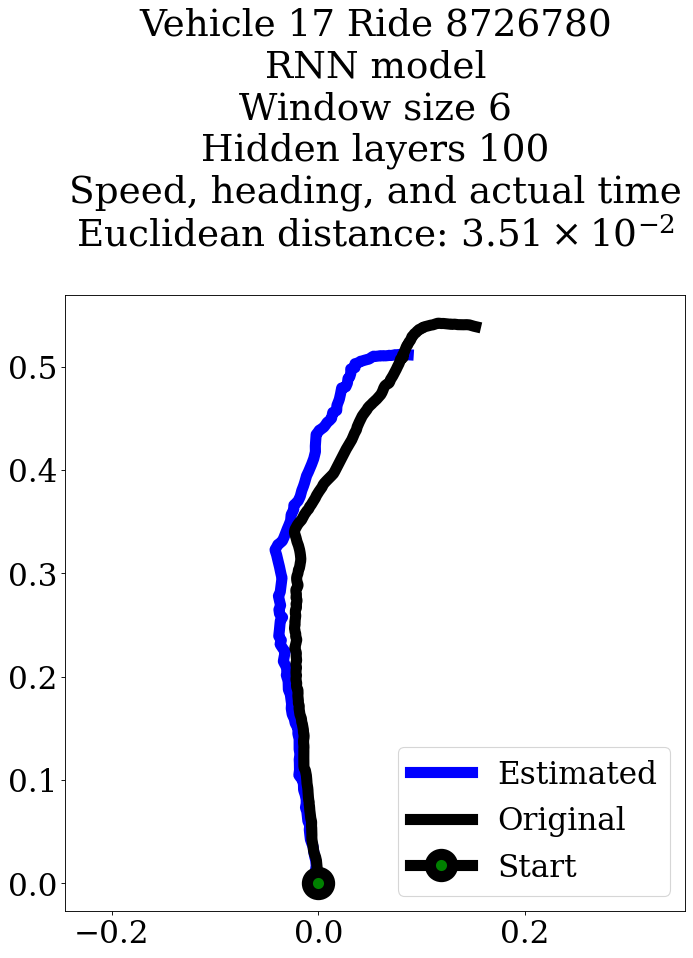 Vehicle 17 Ride 8726780
RNN model
Window size 6
Hidden layers 100
Speed, heading, and actual time
Euclidean distance: 3.51 × 10⁻²
0.5
0.4
0.3
0.2
0.1
0.0
Estimated
Original
Start
−0.2 0.0 0.2